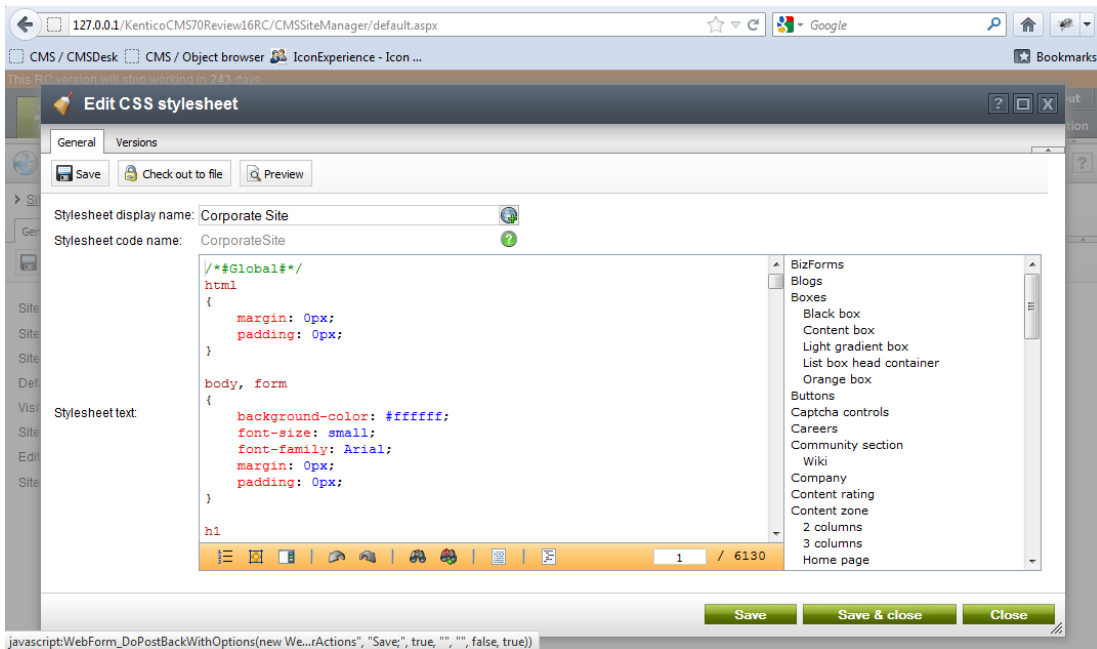 127.0.0.1/KenticoCMS70Review16RC/CMSSiteManager/default.aspx
Google
CMS / CMSDesk CMS / Object browser IconExperience - Icon ...
Bookmarks
This RC version will stop working in 243 days.
Edit CSS stylesheet
? X
General Versions
Save Check out to file Preview
?
Stylesheet display name: Corporate Site
Stylesheet code name: CorporateSite ?
Site
Site
Site
Site
Edit
Site
Stylesheet text:
/*#Global#*/
html
{
margin: 0px;
padding: 0px;
}
body, form
{
background-color: #ffffff;
font-size: small;
font-family: Arial;
margin: 0px;
padding: 0px;
}
h1
BizForms
Blogs
Boxes
Black box
Content box
Light gradient box
List box head container
Orange box
Buttons
Captcha controls
Careers
Community section
Wiki
Company
Content rating
Content zone
2 columns
3 columns
Home page
1 / 6130
Save Save & close Close
javascript:WebForm_DoPostBackWithOptions(new We...rActions", "Save;", true, "", "", false, true))